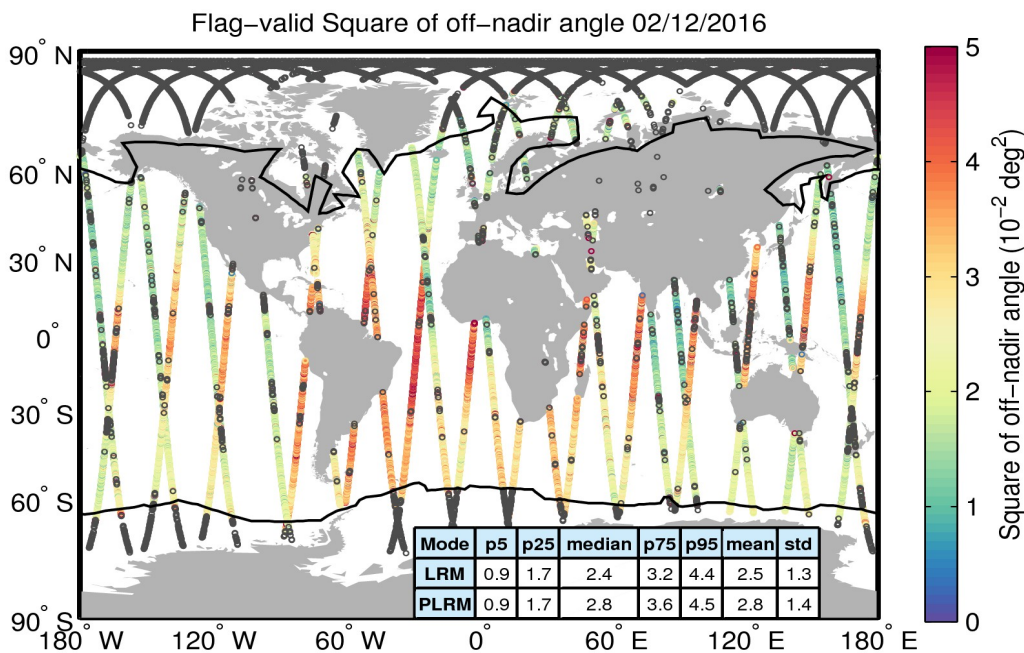 Flag−valid Square of off−nadir angle 02/12/2016
90° N
60° N
30° N
0°
30° S
60° S
90° S
180° W
120° W
60° W
0°
60° E
120° E
180° E
Mode p5 p25 median p75 p95 mean std
LRM 0.9 1.7 2.4 3.2 4.4 2.5 1.3
PLRM 0.9 1.7 2.8 3.6 4.5 2.8 1.4
5
4
3
2
1
0
Square of off−nadir angle (10⁻² deg²)